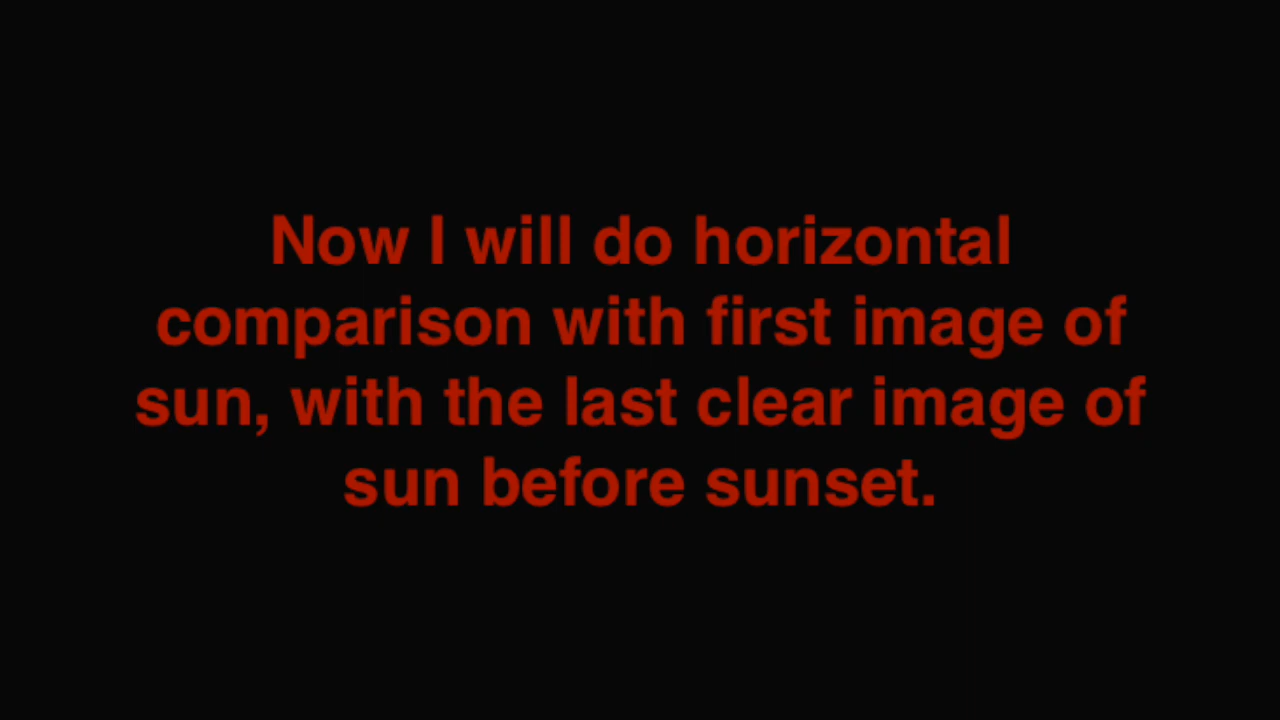 Now I will do horizontal
comparison with first image of
sun, with the last clear image of
sun before sunset.